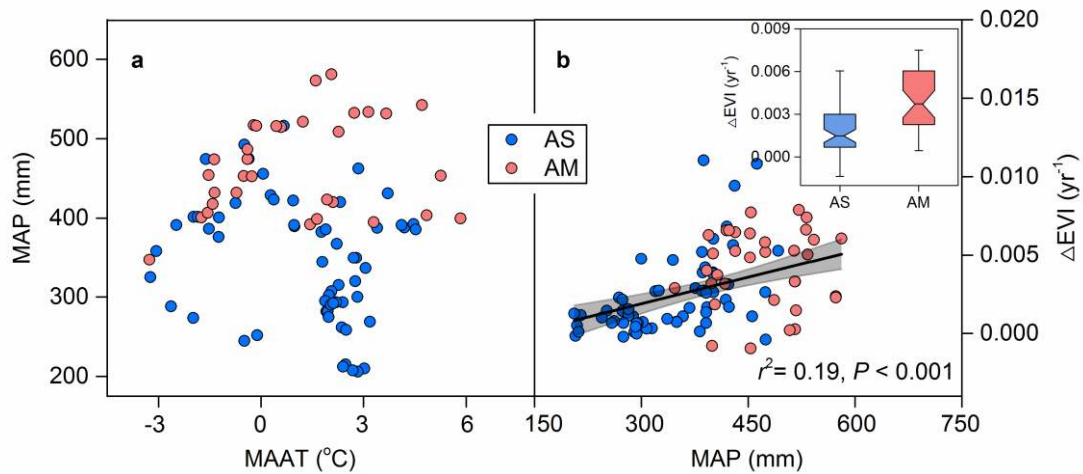 a
600
500
400
300
200
MAP (mm)
-3
0
3
6
MAAT (°C)
AS
AM
b
0.020
0.015
0.010
0.005
0.000
△EVI (yr⁻¹)
150
300
450
600
750
MAP (mm)
r²= 0.19, P < 0.001
0.009
0.006
0.003
0.000
△EVI (yr⁻¹)
AS
AM